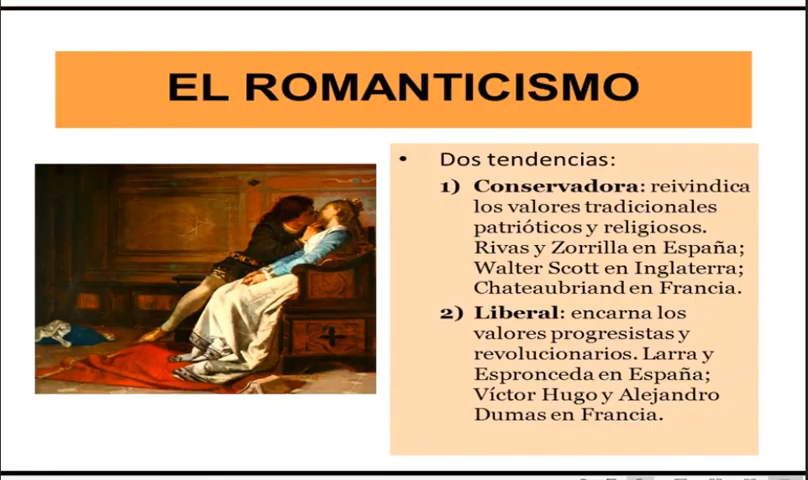 EL ROMANTICISMO
• Dos tendencias:
1) Conservadora: reivindica
los valores tradicionales
patrióticos y religiosos.
Rivas y Zorrilla en España;
Walter Scott en Inglaterra;
Chateaubriand en Francia.
2) Liberal: encarna los
valores progresistas y
revolucionarios. Larra y
Espronceda en España;
Víctor Hugo y Alejandro
Dumas en Francia.